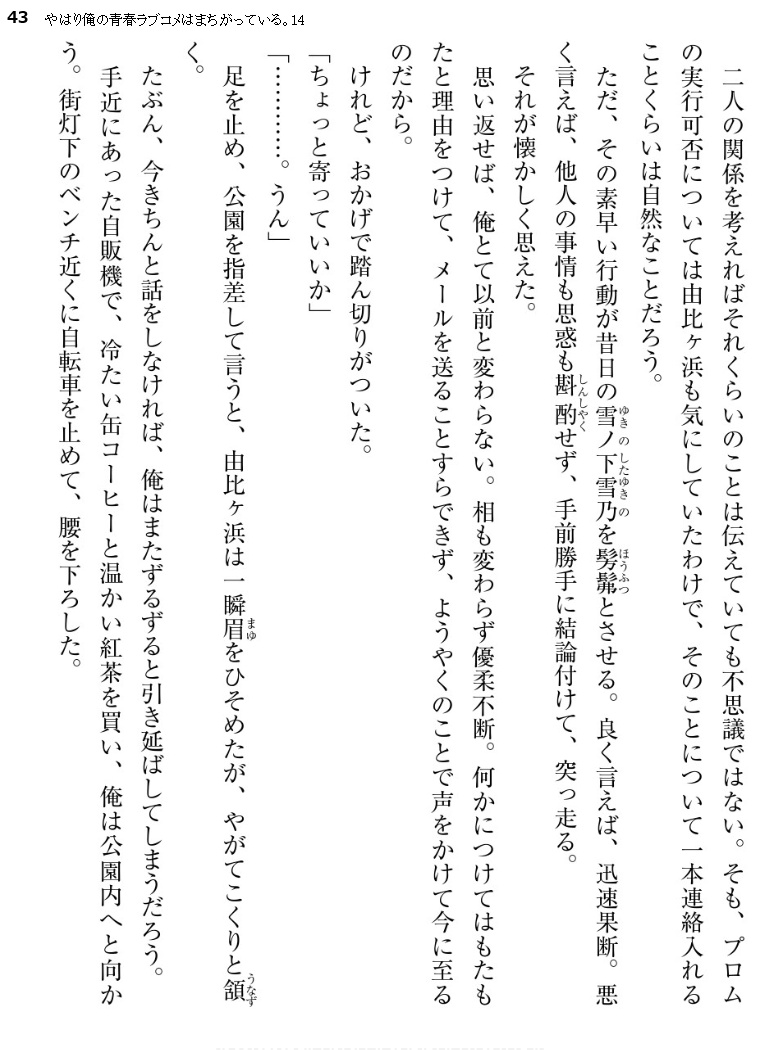 43 やはり俺の青春ラブコメはまちがっている。14
二人の関係を考えればそれくらいのことは伝えていても不思議ではない。そも、プロム
の実行可否については由比ヶ浜も気にしていたわけで、そのことについて一本連絡入れる
ことくらいは自然なことだろう。
ただ、その素早い行動が昔日の雪ノ下雪乃を髣髴とさせる。良く言えば、迅速果断。悪
く言えば、他人の事情も思惑も斟酌せず、手前勝手に結論付けて、突っ走る。
それが懐かしく思えた。
思い返せば、俺とて以前と変わらない。相も変わらず優柔不断。何かにつけてはもたも
たと理由をつけて、メールを送ることすらできず、ようやくのことで声をかけて今に至る
のだから。
けれど、おかげで踏ん切りがついた。
「ちょっと寄っていいか」
「…………。うん」
足を止め、公園を指差して言うと、由比ヶ浜は一瞬眉をひそめたが、やがてこくりと頷
く。
たぶん、今きちんと話をしなければ、俺はまたずるずると引き延ばしてしまうだろう。
手近にあった自販機で、冷たい缶コーヒーと温かい紅茶を買い、俺は公園内へと向か
う。街灯下のベンチ近くに自転車を止めて、腰を下ろした。